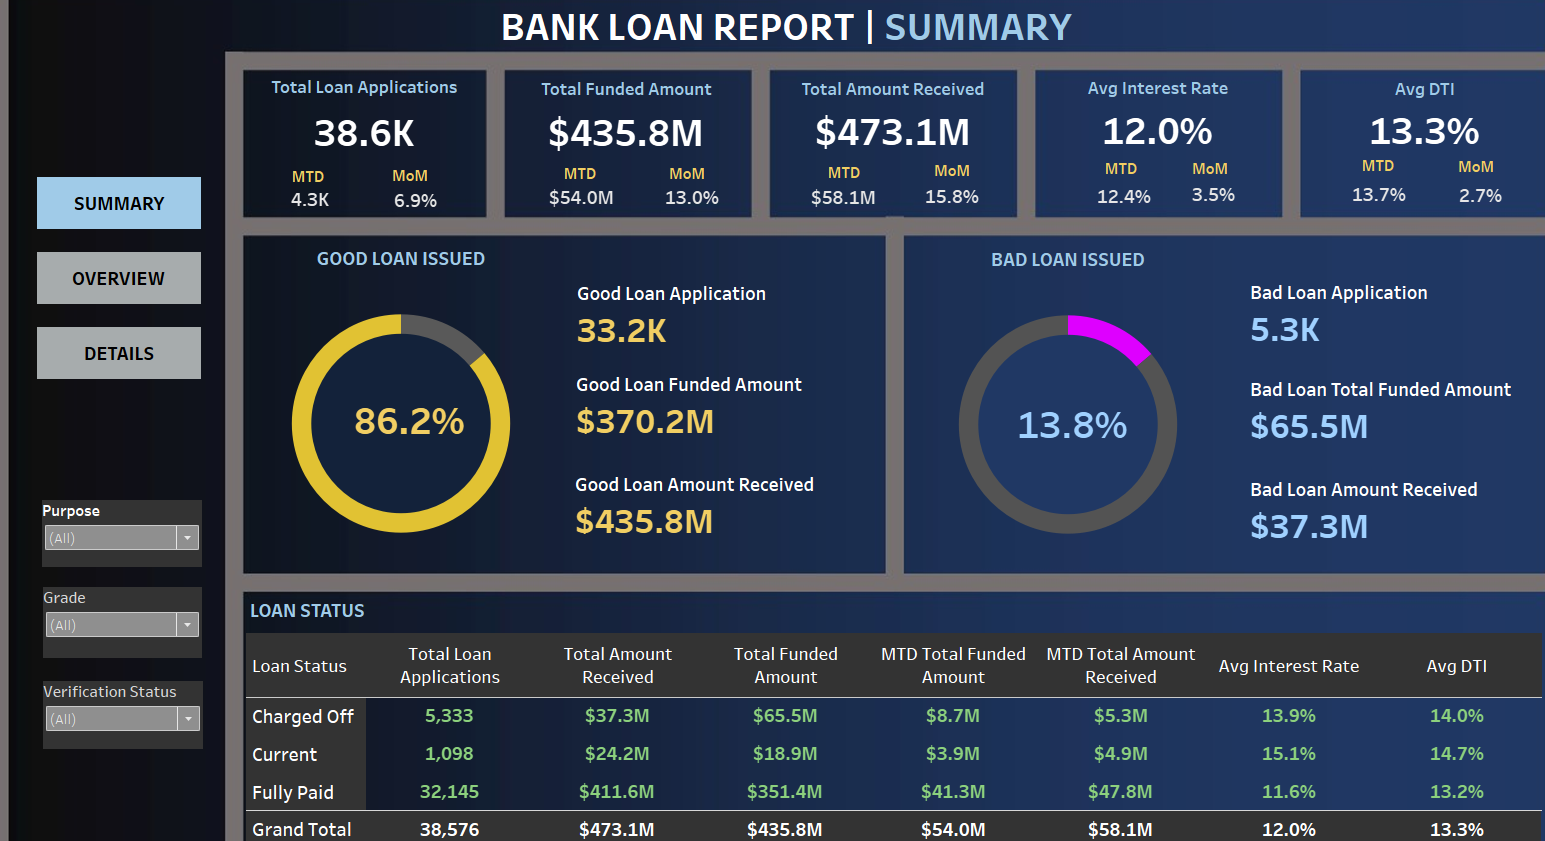 BANK LOAN REPORT | SUMMARY
Total Loan Applications
38.6K
MTD MoM
4.3K 6.9%
Total Funded Amount
$435.8M
MTD MoM
$54.0M 13.0%
Total Amount Received
$473.1M
MTD MoM
$58.1M 15.8%
Avg Interest Rate
12.0%
MTD MoM
12.4% 3.5%
Avg DTI
13.3%
MTD MoM
13.7% 2.7%
SUMMARY
OVERVIEW
DETAILS
Purpose
(All)
Grade
(All)
Verification Status
(All)
GOOD LOAN ISSUED
86.2%
Good Loan Application
33.2K
Good Loan Funded Amount
$370.2M
Good Loan Amount Received
$435.8M
BAD LOAN ISSUED
13.8%
Bad Loan Application
5.3K
Bad Loan Total Funded Amount
$65.5M
Bad Loan Amount Received
$37.3M
LOAN STATUS
Loan Status Total Loan Applications Total Amount Received Total Funded Amount MTD Total Funded Amount MTD Total Amount Received Avg Interest Rate Avg DTI
Charged Off 5,333 $37.3M $65.5M $8.7M $5.3M 13.9% 14.0%
Current 1,098 $24.2M $18.9M $3.9M $4.9M 15.1% 14.7%
Fully Paid 32,145 $411.6M $351.4M $41.3M $47.8M 11.6% 13.2%
Grand Total 38,576 $473.1M $435.8M $54.0M $58.1M 12.0% 13.3%